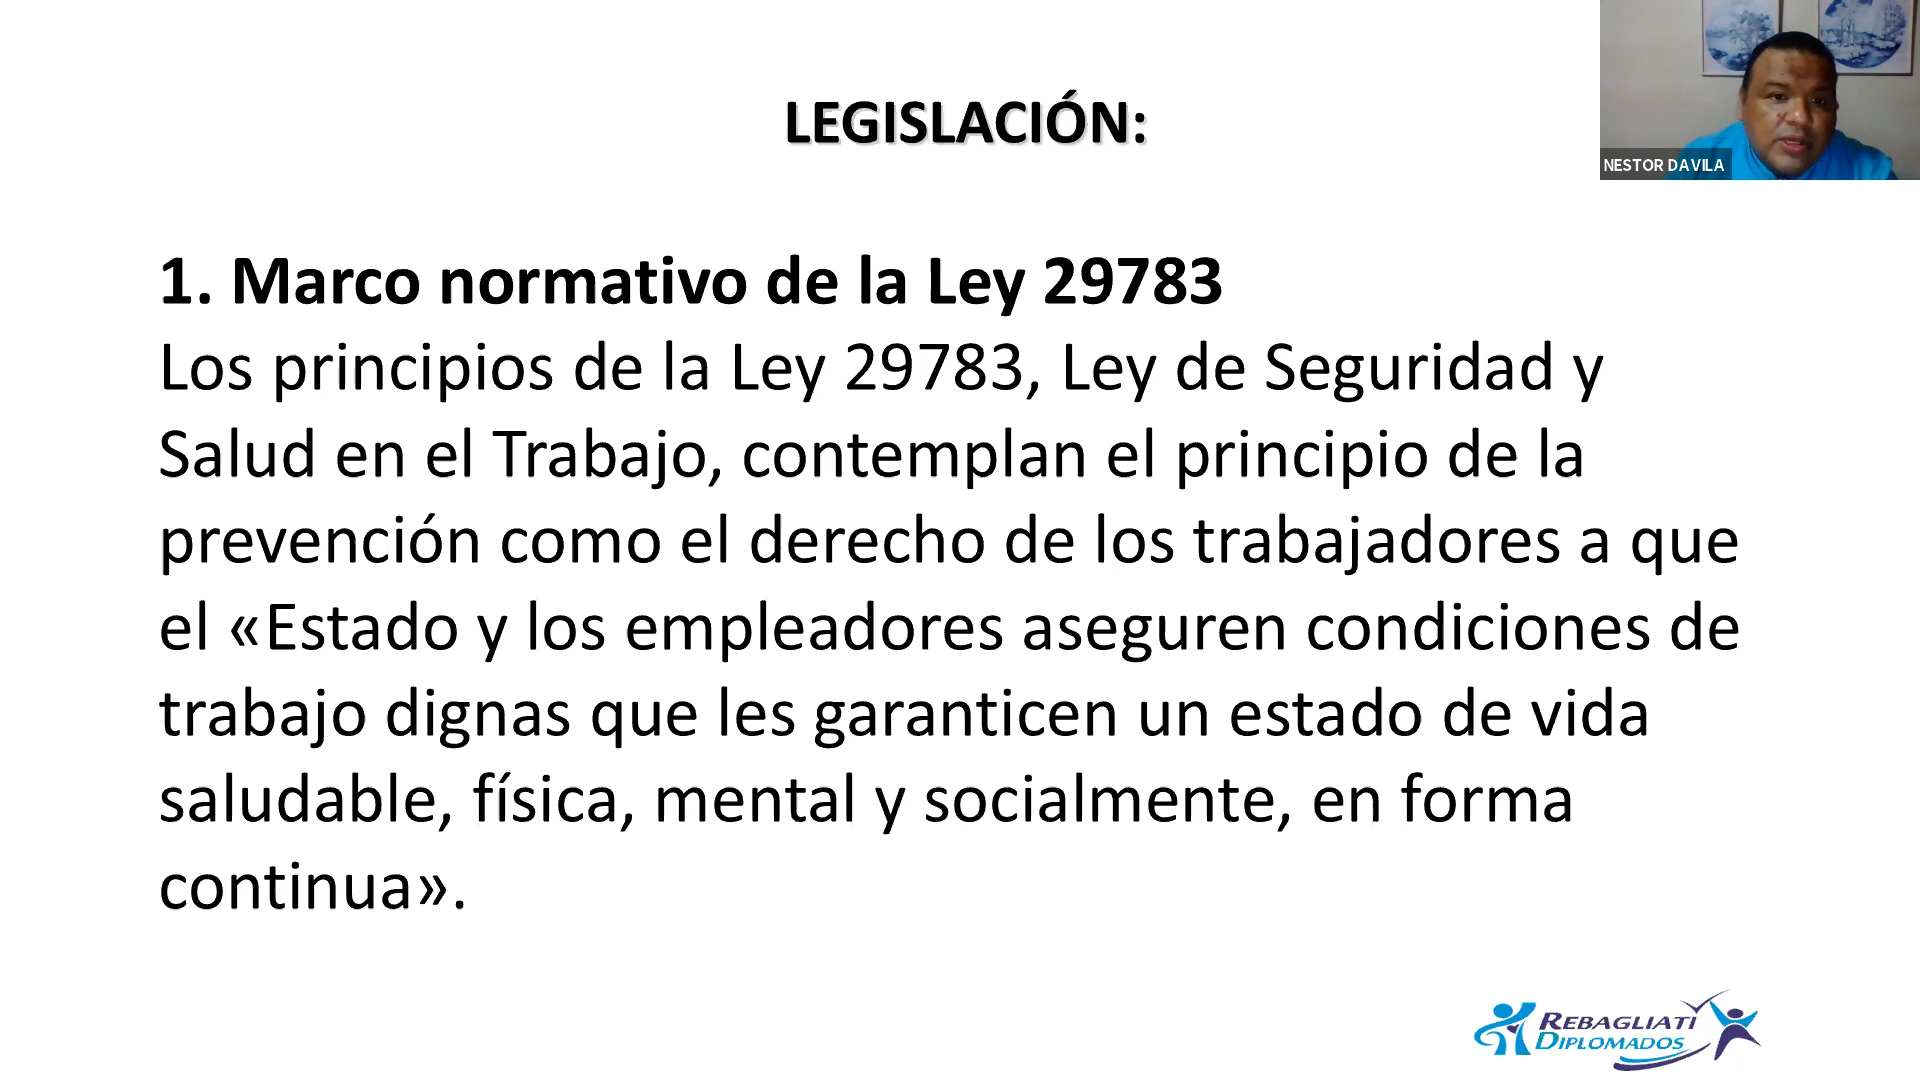 LEGISLACIÓN:
NESTOR DAVILA
1. Marco normativo de la Ley 29783
Los principios de la Ley 29783, Ley de Seguridad y
Salud en el Trabajo, contemplan el principio de la
prevención como el derecho de los trabajadores a que
el «Estado y los empleadores aseguren condiciones de
trabajo dignas que les garanticen un estado de vida
saludable, física, mental y socialmente, en forma
continua».
REBAGLIATI
DIPLOMADOS